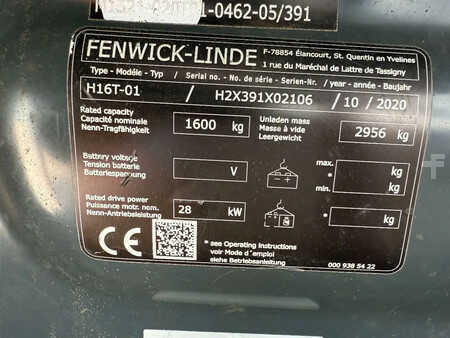 -0462-05/391
FENWICK-LINDE
F-78854 Élancourt, St. Quentin en Yvelines
1 rue du Maréchal de Lattre de Tassigny
Type - Modéle - Typ / Serial no. - No de série - Serien-Nr. / year - année - Baujahr
H16T-01 / H2X391X02106 / 10 / 2020
Rated capacity
Capacité nominale
Nenn-Tragfähigkeit
1600 kg
Unladen mass
Masse à vide
Leergewicht
2956 kg
Battery voltage
Tension batterie
Batteriespannung
V
max. kg
*
min. kg
Rated drive power
Puissance motr. nom.
Nenn-Antriebsleistung
28 kW
* kg
CE
* see Operating Instructions
voir Mode d´emploi
siehe Betriebsanleitung
000 938 54 22